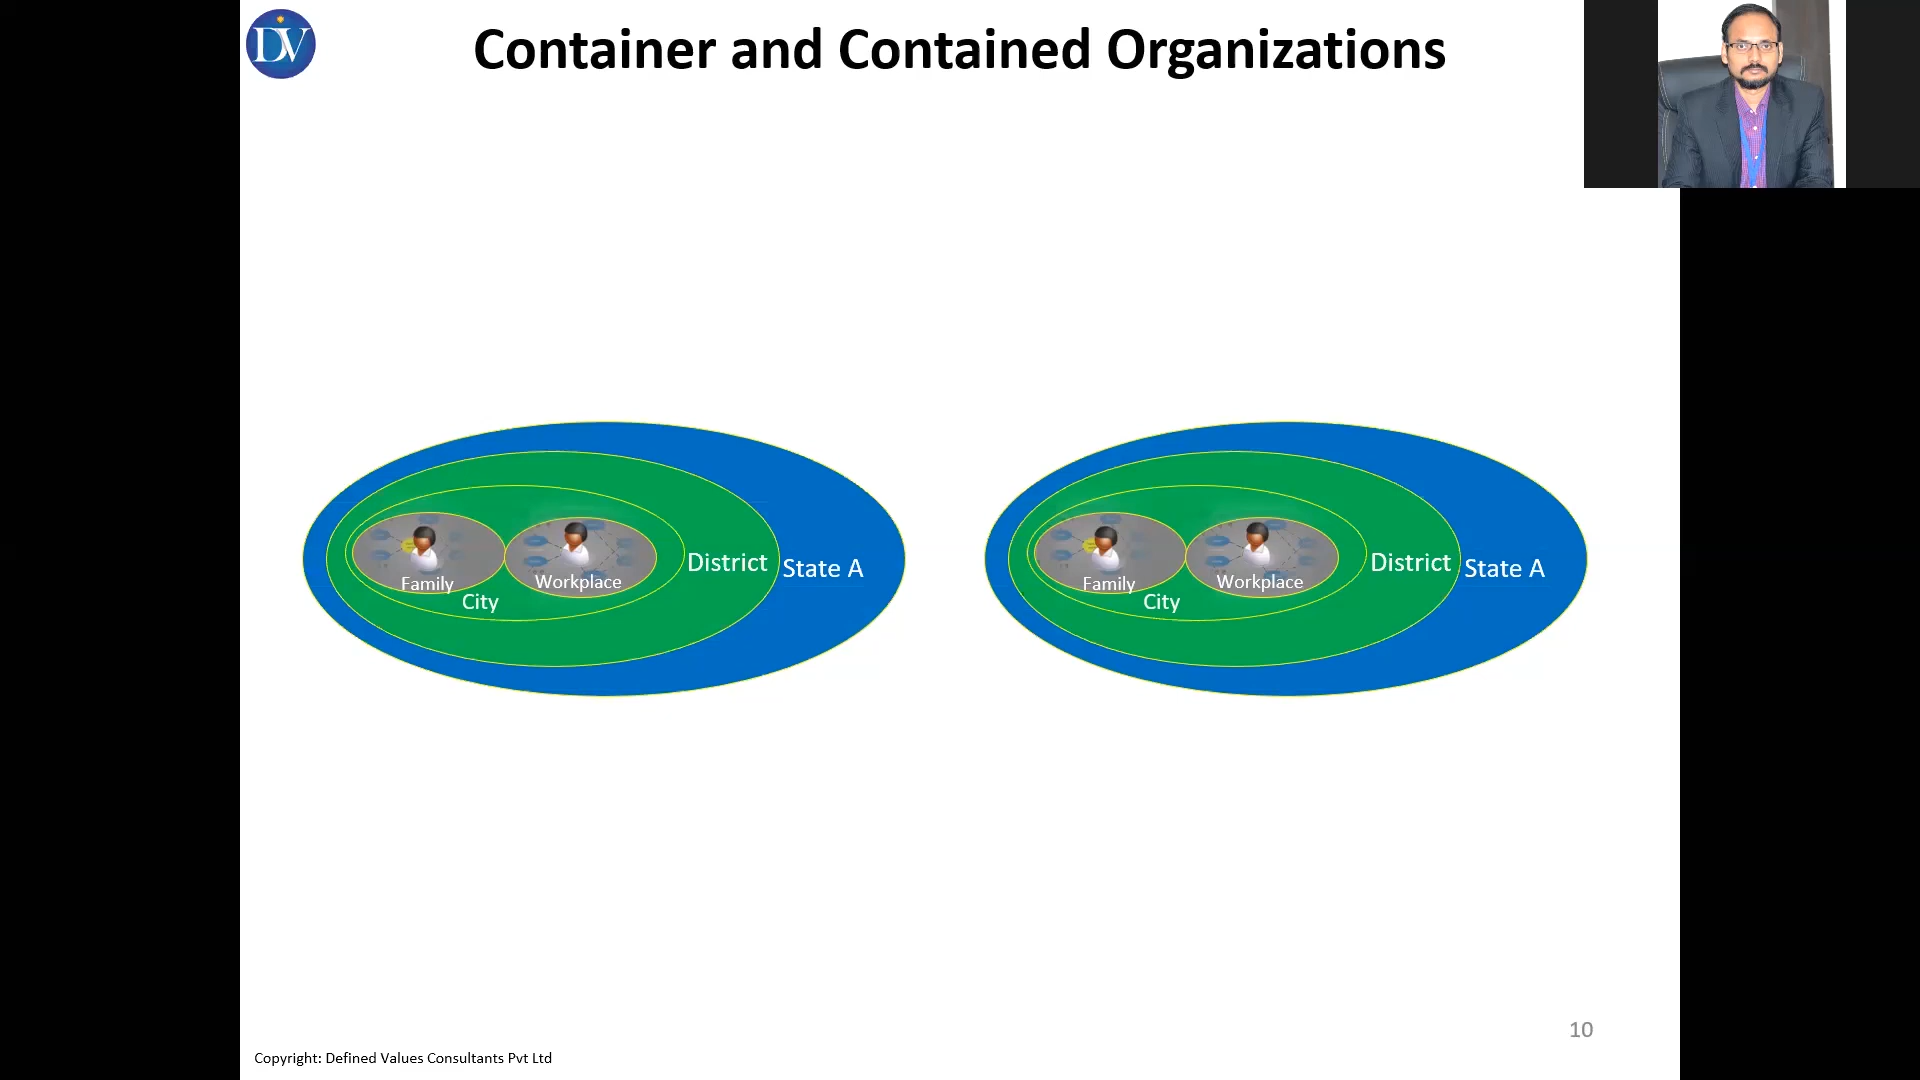 DV
Container and Contained Organizations
Family
Workplace
City
District
State A
Family
Workplace
City
District
State A
10
Copyright: Defined Values Consultants Pvt Ltd